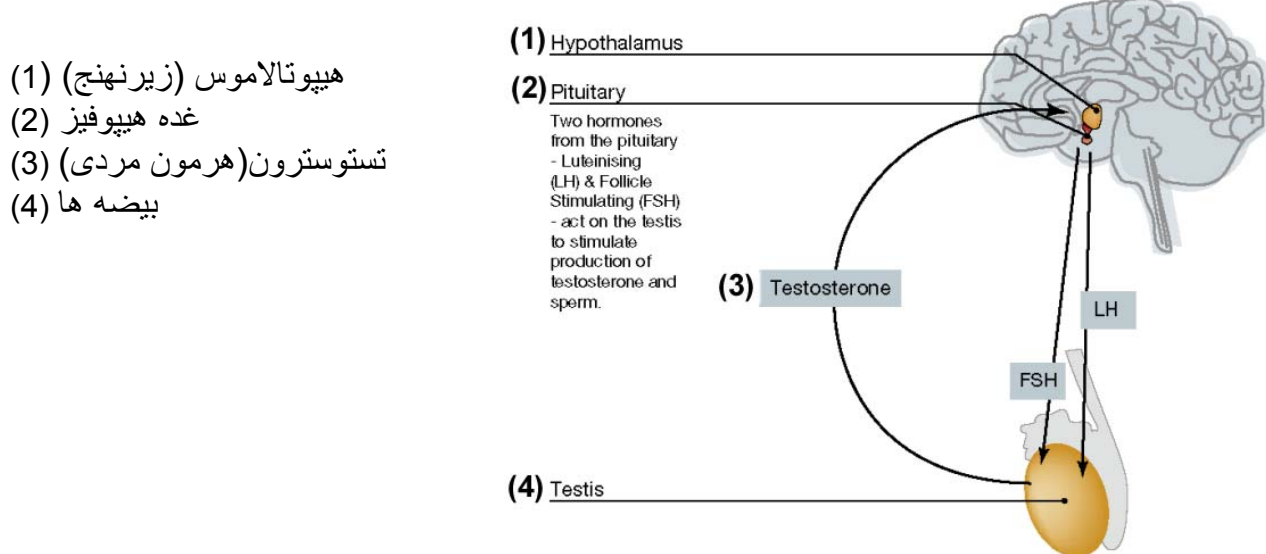 هیپوتالاموس (زیرنهنج) (1)
غده هیپوفیز (2)
تستوسترون(هرمون مردی) (3)
بیضه ها (4)
(1) Hypothalamus
(2) Pituitary
Two hormones
from the pituitary
- Luteinising
(LH) & Follicle
Stimulating (FSH)
- act on the testis
to stimulate
production of
testosterone and
sperm.
(3) Testosterone
LH
FSH
(4) Testis